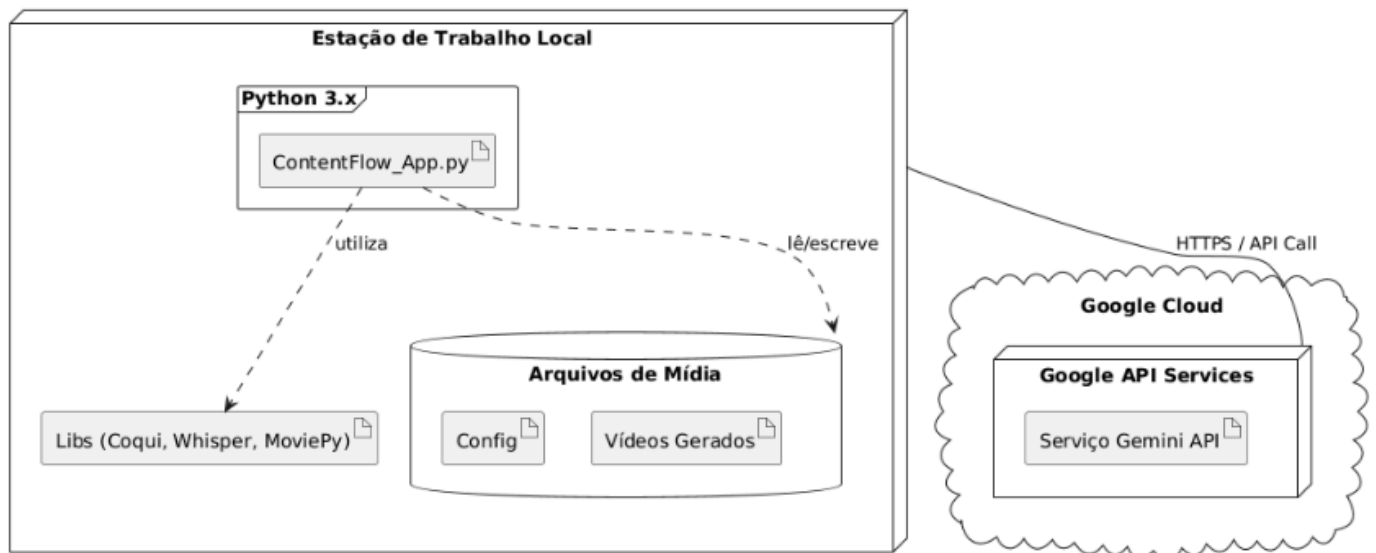 Estação de Trabalho Local
Python 3.x
ContentFlow_App.py
utiliza
lê/escreve
HTTPS / API Call
Google Cloud
Arquivos de Mídia
Google API Services
Libs (Coqui, Whisper, MoviePy)
Config
Vídeos Gerados
Serviço Gemini API